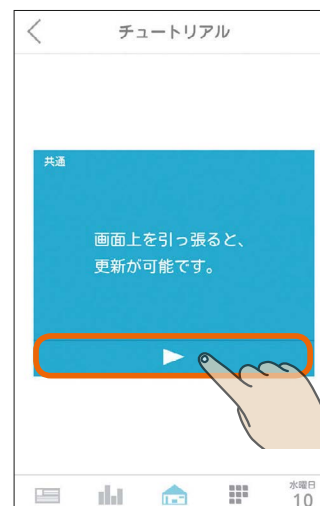 チュートリアル
共通
画面上を引っ張ると、
更新が可能です。
水曜日
10